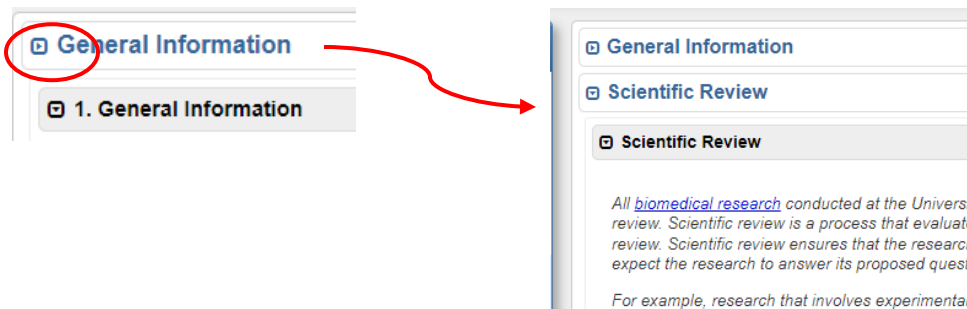 General Information
1. General Information
General Information
Scientific Review
Scientific Review
All biomedical research conducted at the Univers
review. Scientific review is a process that evaluat
review. Scientific review ensures that the researc
expect the research to answer its proposed quest
For example, research that involves experimental